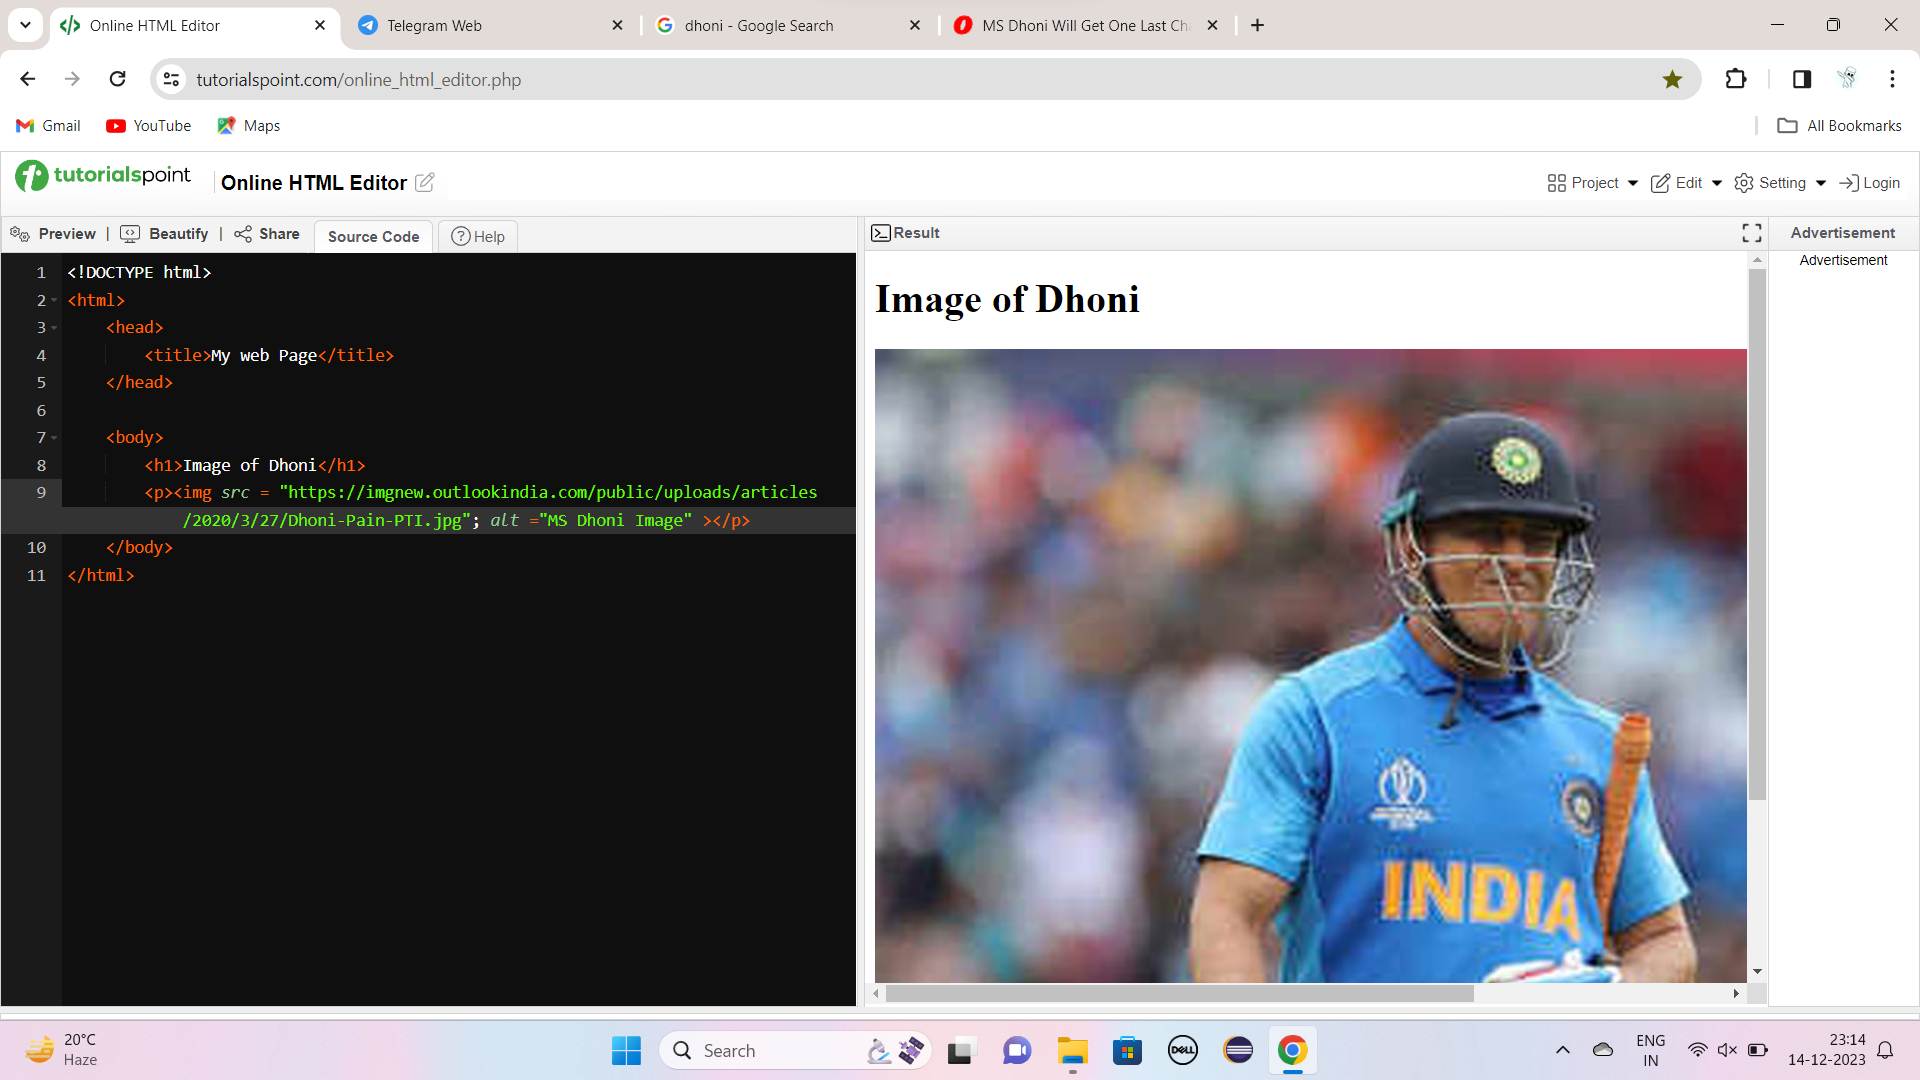 Online HTML Editor
Telegram Web
dhoni - Google Search
MS Dhoni Will Get One Last Ch
tutorialspoint.com/online_html_editor.php
Gmail
YouTube
Maps
All Bookmarks
tutorialspoint
Online HTML Editor
Project
Edit
Setting
Login
Preview
Beautify
Share
Source Code
Help
Result
Advertisement
Advertisement
1 <!DOCTYPE html>
2 <html>
3 <head>
4 <title>My web Page</title>
5 </head>
6
7 <body>
8 <h1>Image of Dhoni</h1>
9 <p><img src = "https://imgnew.outlookindia.com/public/uploads/articles
/2020/3/27/Dhoni-Pain-PTI.jpg"; alt ="MS Dhoni Image" ></p>
10 </body>
11 </html>
Image of Dhoni
INDIA
20°C
Haze
Search
DELL
ENG
IN
23:14
14-12-2023